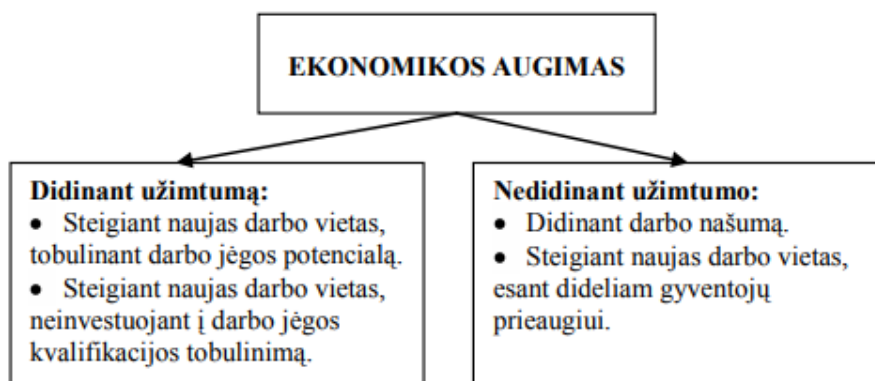 EKONOMIKOS AUGIMAS
Didinant užimtumą:
• Steigiant naujas darbo vietas,
tobulinant darbo jėgos potencialą.
• Steigiant naujas darbo vietas,
neinvestuojant į darbo jėgos
kvalifikacijos tobulinimą.
Nedidinant užimtumo:
• Didinant darbo našumą.
• Steigiant naujas darbo vietas,
esant dideliam gyventojų
prieaugiui.